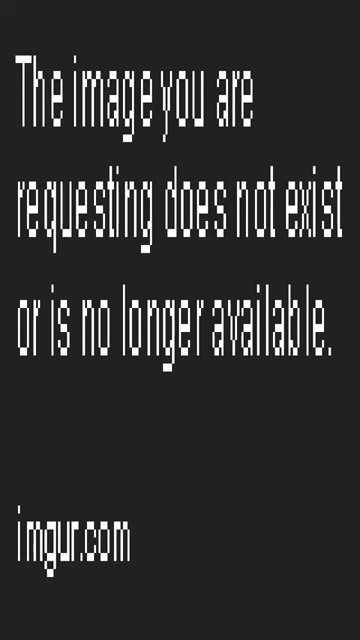 The image you are
requesting does not exist
or is no longer available.
imgur.com